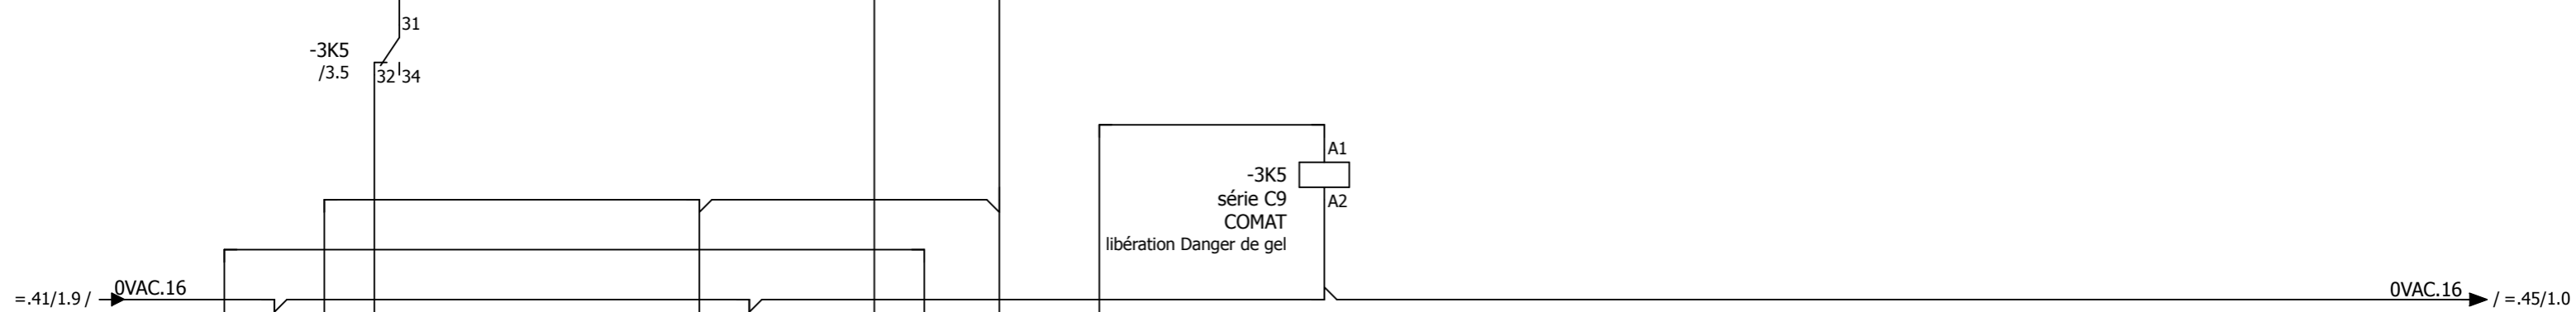 31
-3K5
/3.5
32 34
A1
-3K5
série C9
A2
COMAT
libération Danger de gel
=.41/1.9 /
0VAC.16
0VAC.16
/ =.45/1.0